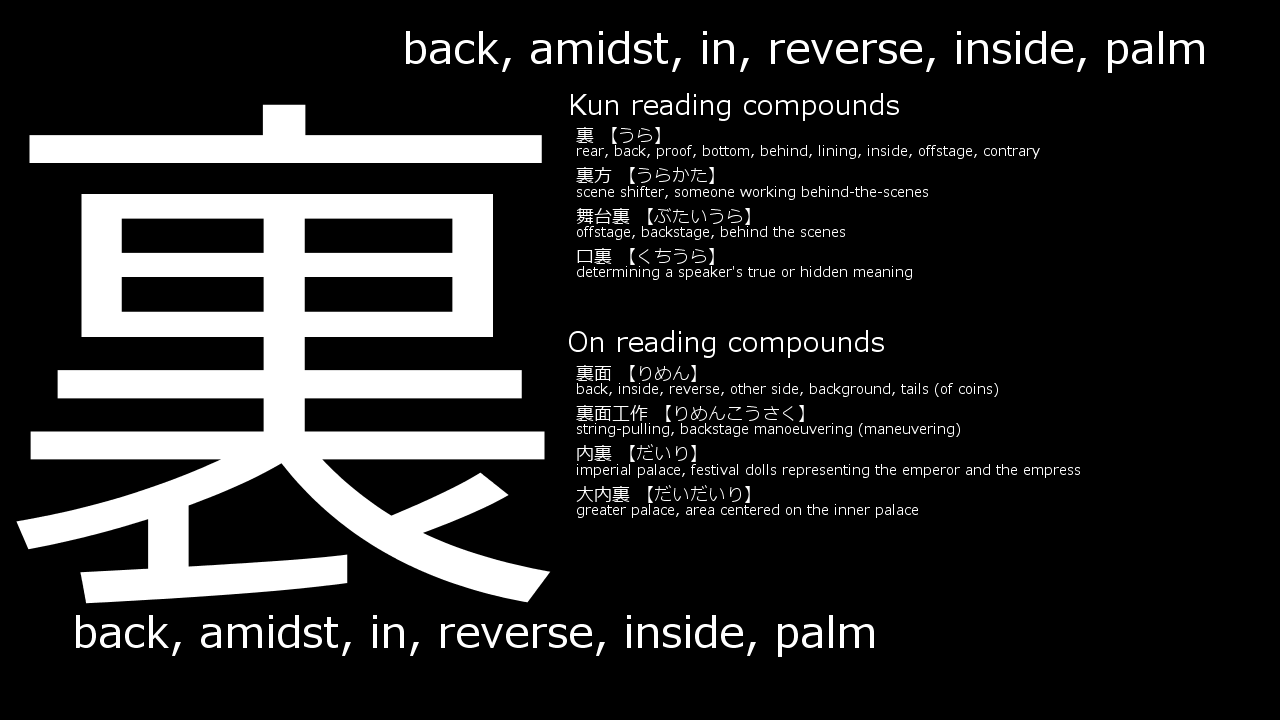 back, amidst, in, reverse, inside, palm
裏
Kun reading compounds
裏 【うら】
rear, back, proof, bottom, behind, lining, inside, offstage, contrary
裏方 【うらかた】
scene shifter, someone working behind-the-scenes
舞台裏 【ぶたいうら】
offstage, backstage, behind the scenes
口裏 【くちうら】
determining a speaker's true or hidden meaning
On reading compounds
裏面 【りめん】
back, inside, reverse, other side, background, tails (of coins)
裏面工作 【りめんこうさく】
string-pulling, backstage manoeuvering (maneuvering)
内裏 【だいり】
imperial palace, festival dolls representing the emperor and the empress
大内裏 【だいだいり】
greater palace, area centered on the inner palace
back, amidst, in, reverse, inside, palm